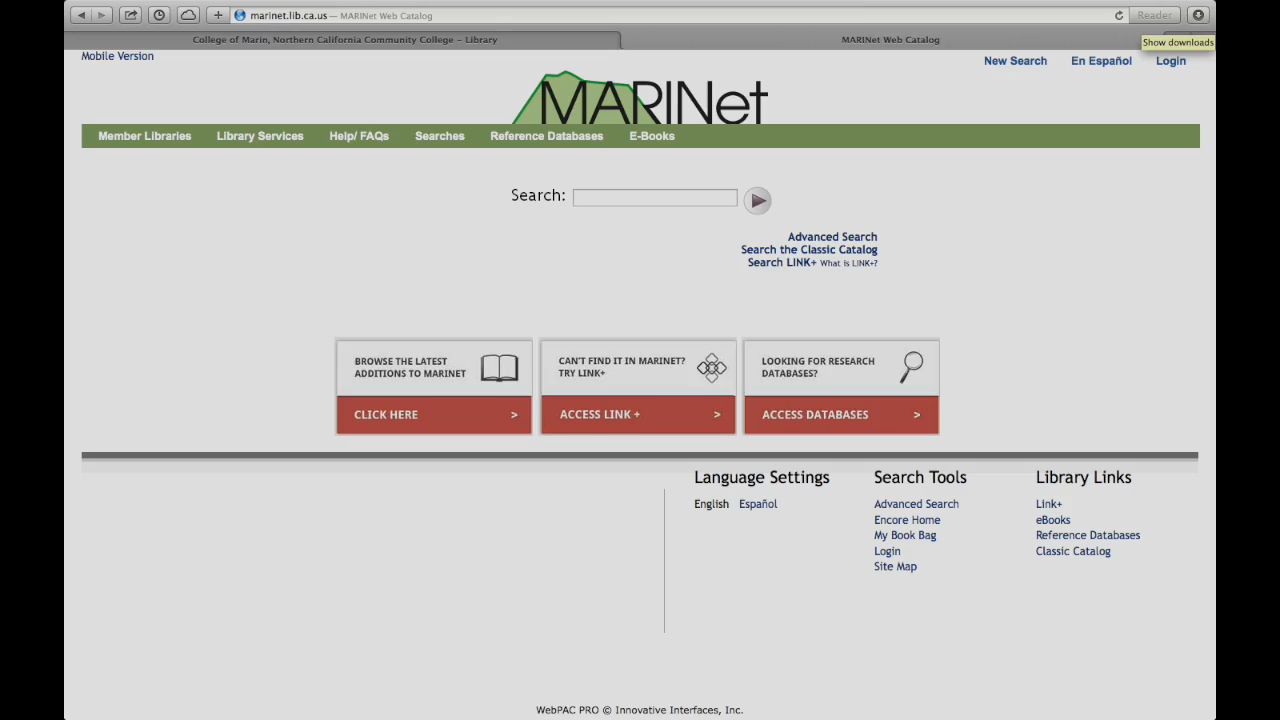 marinet.lib.ca.us — MARINet Web Catalog
Reader
College of Marin, Northern California Community College – Library
MARINet Web Catalog
Show downloads
Mobile Version
New Search En Español Login
MARINet
Member Libraries Library Services Help/ FAQs Searches Reference Databases E-Books
Search:
Advanced Search
Search the Classic Catalog
Search LINK+ What is LINK+?
BROWSE THE LATEST
ADDITIONS TO MARINET
CLICK HERE >
CAN'T FIND IT IN MARINET?
TRY LINK+
ACCESS LINK + >
LOOKING FOR RESEARCH
DATABASES?
ACCESS DATABASES >
Language Settings
English Español
Search Tools
Advanced Search
Encore Home
My Book Bag
Login
Site Map
Library Links
Link+
eBooks
Reference Databases
Classic Catalog
WebPAC PRO © Innovative Interfaces, Inc.